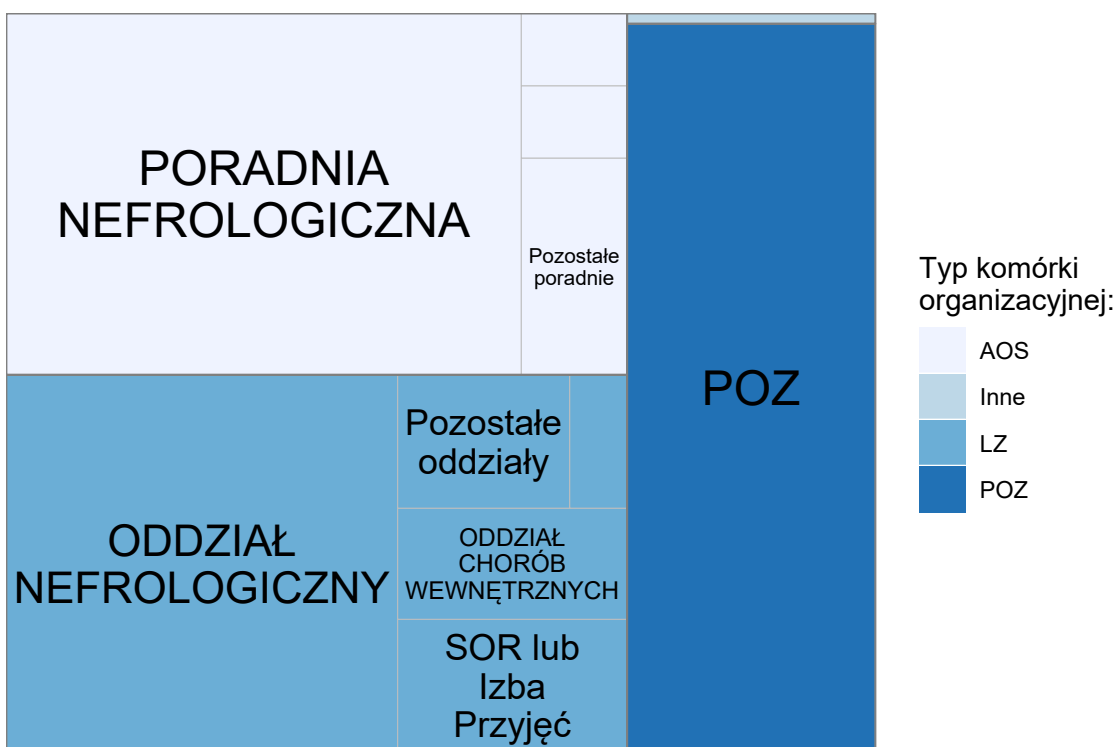 PORADNIA
NEFROLOGICZNA
Pozostałe
poradnie
POZ
Pozostałe
oddziały
ODDZIAŁ
NEFROLOGICZNY
ODDZIAŁ
CHORÓB
WEWNĘTRZNYCH
SOR lub
Izba
Przyjęć
Typ komórki
organizacyjnej:
AOS
Inne
LZ
POZ